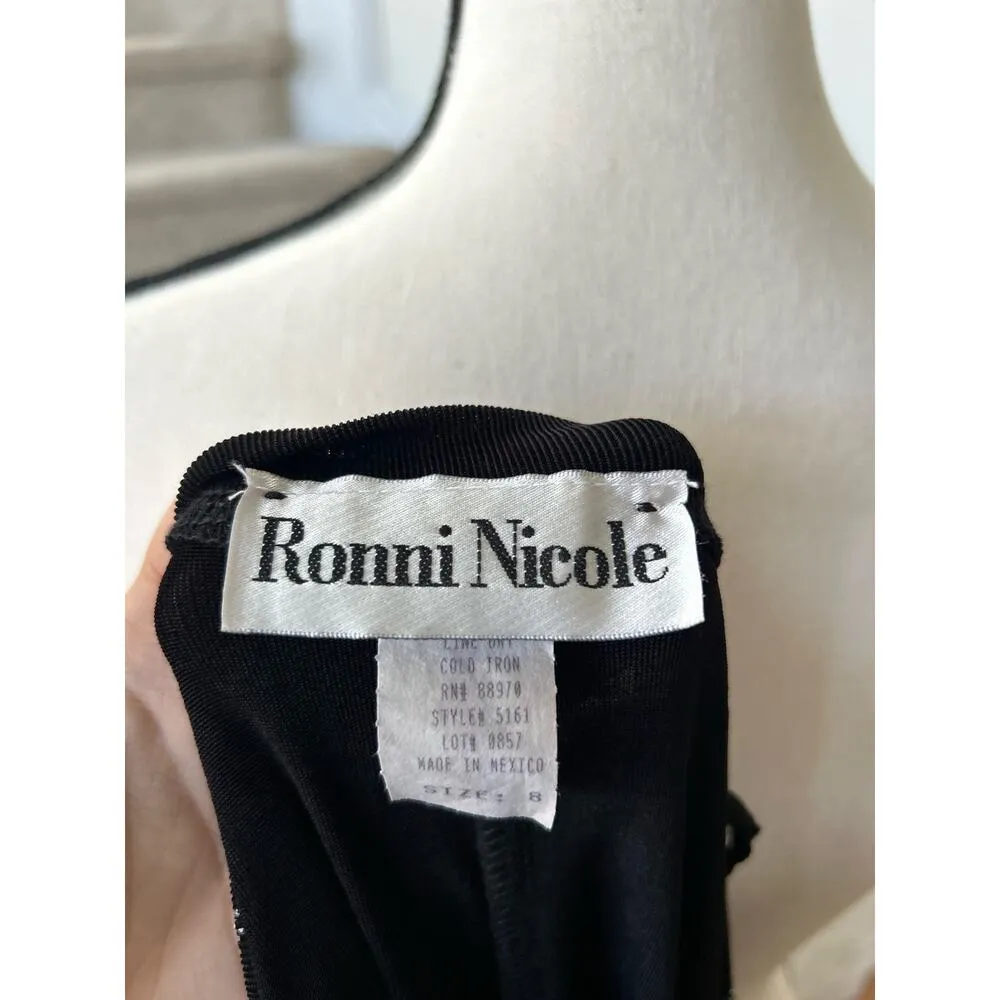 Ronni Nicole
LINE DRY
COLD IRON
RN# 88970
STYLE# 5161
LOT# 0857
MADE IN MEXICO
SIZE: 8